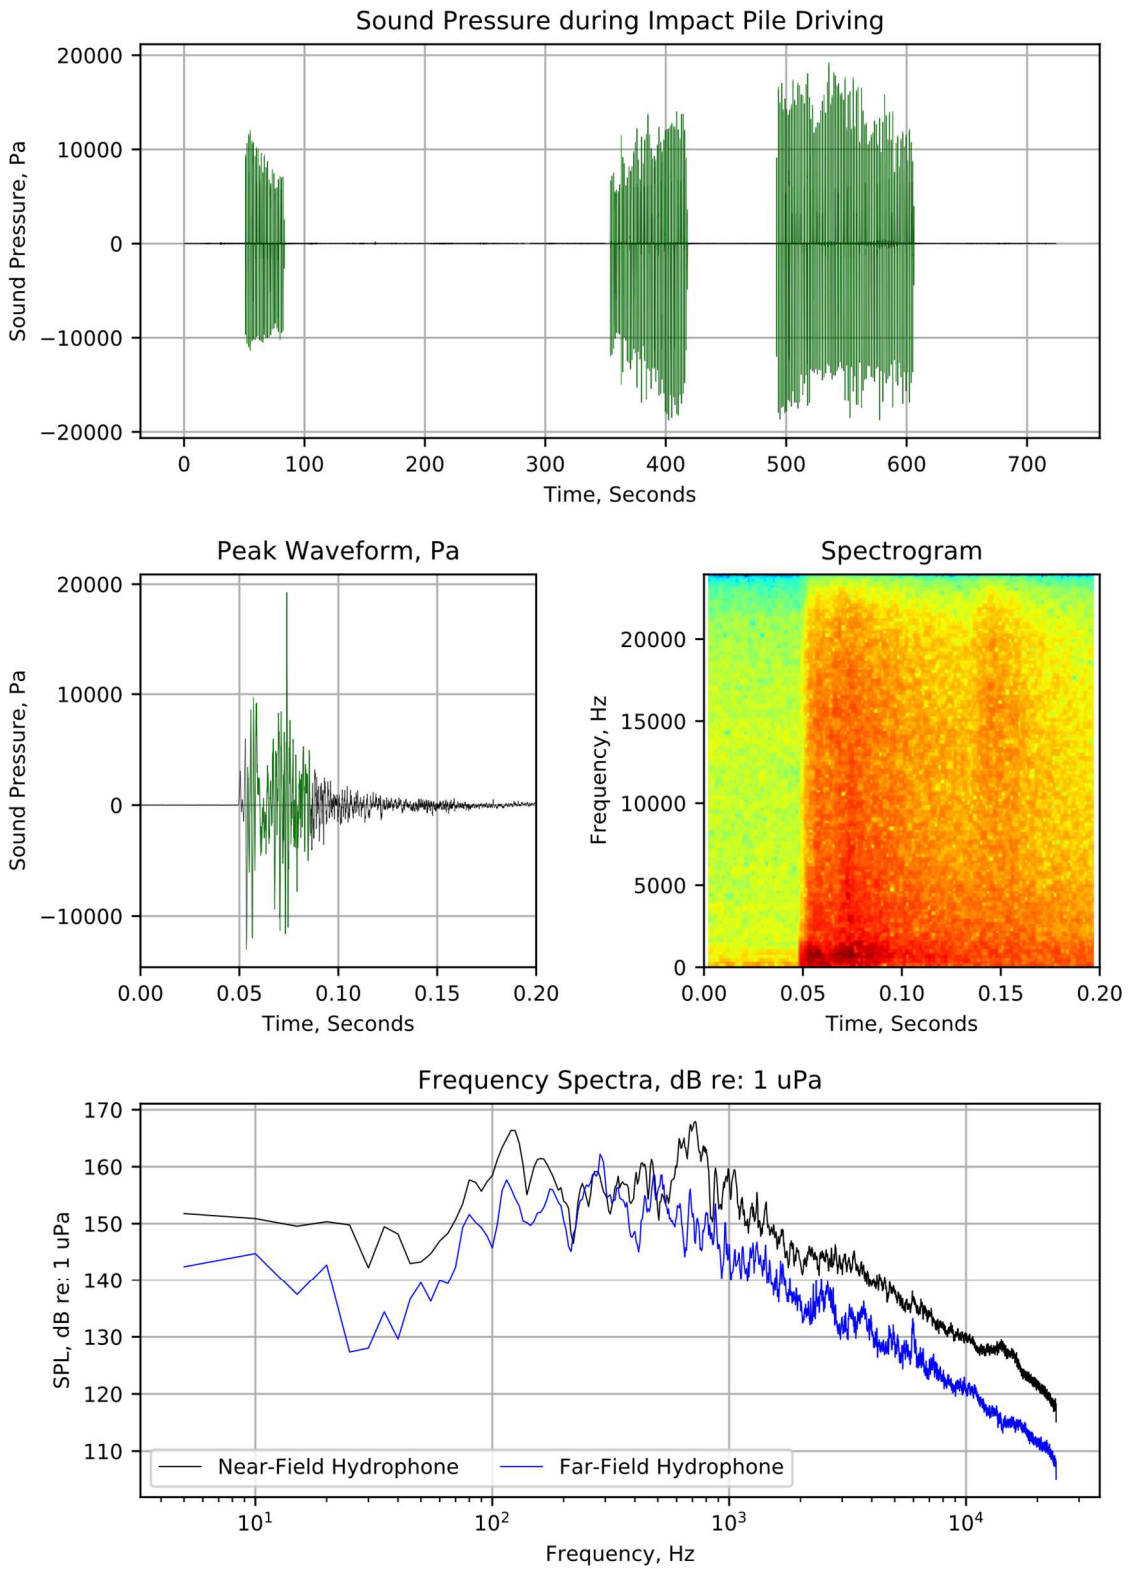 Sound Pressure during Impact Pile Driving
20000
10000
0
−10000
−20000
Sound Pressure, Pa
0 100 200 300 400 500 600 700
Time, Seconds
Peak Waveform, Pa
20000
10000
0
−10000
Sound Pressure, Pa
0.00 0.05 0.10 0.15 0.20
Time, Seconds
Spectrogram
20000
15000
10000
5000
0
Frequency, Hz
0.00 0.05 0.10 0.15 0.20
Time, Seconds
Frequency Spectra, dB re: 1 uPa
170
160
150
140
130
120
110
SPL, dB re: 1 uPa
Near-Field Hydrophone Far-Field Hydrophone
10¹ 10² 10³ 10⁴
Frequency, Hz